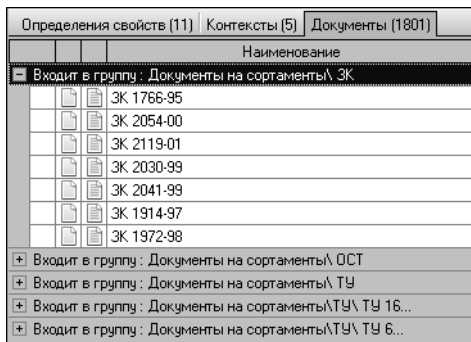 Определения свойств (11) Контексты (5) Документы (1801)
Наименование
Входит в группу : Документы на сортаменты\ ЗК
ЗК 1766-95
ЗК 2054-00
ЗК 2119-01
ЗК 2030-99
ЗК 2041-99
ЗК 1914-97
ЗК 1972-98
Входит в группу : Документы на сортаменты\ ОСТ
Входит в группу : Документы на сортаменты\ ТУ
Входит в группу : Документы на сортаменты\ТУ\ ТУ 16...
Входит в группу : Документы на сортаменты\ТУ\ ТУ 6...